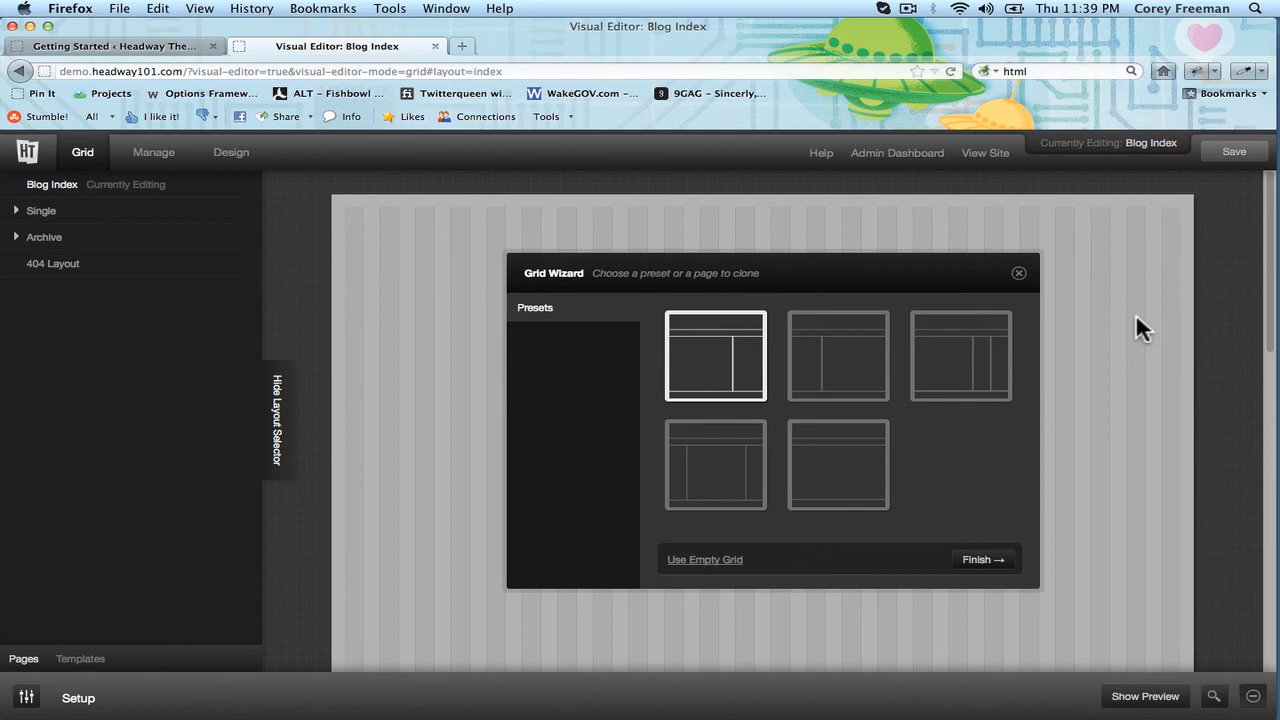 Firefox File Edit View History Bookmarks Tools Window Help Thu 11:39 PM Corey Freeman
Visual Editor: Blog Index
Getting Started ‹ Headway The... Visual Editor: Blog Index
demo.headway101.com/?visual-editor=true&visual-editor-mode=grid#layout=index html
Pin It Projects Options Framew... ALT - Fishbowl ... Twitterqueen wi... WakeGOV.com -... 9GAG - Sincerly,... Bookmarks
Stumble! All I like it! Share Info Likes Connections Tools
HT Grid Manage Design Help Admin Dashboard View Site Currently Editing: Blog Index Save
Blog Index Currently Editing
Single
Archive
404 Layout
Hide Layout Selector
Grid Wizard Choose a preset or a page to clone
Presets
Use Empty Grid Finish →
Pages Templates
Setup Show Preview